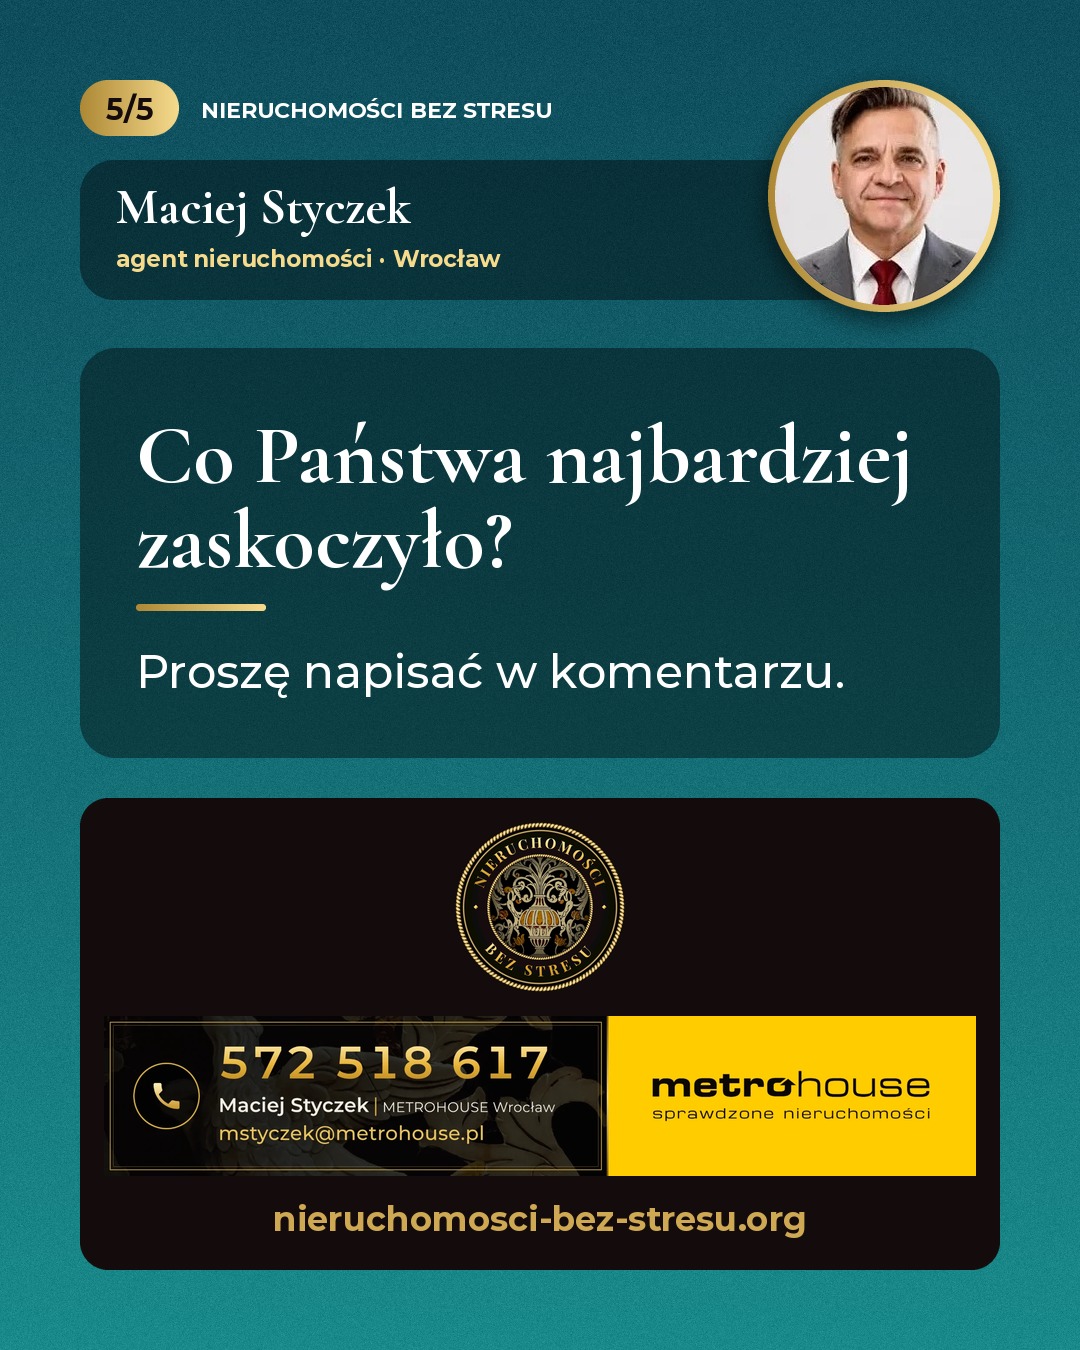 5/5 NIERUCHOMOŚCI BEZ STRESU
Maciej Styczek
agent nieruchomości · Wrocław
Co Państwa najbardziej
zaskoczyło?
Proszę napisać w komentarzu.
NIERUCHOMOŚCI
BEZ STRESU
572 518 617
Maciej Styczek | METROHOUSE Wrocław
mstyczek@metrohouse.pl
metrohouse
sprawdzone nieruchomości
nieruchomosci-bez-stresu.org